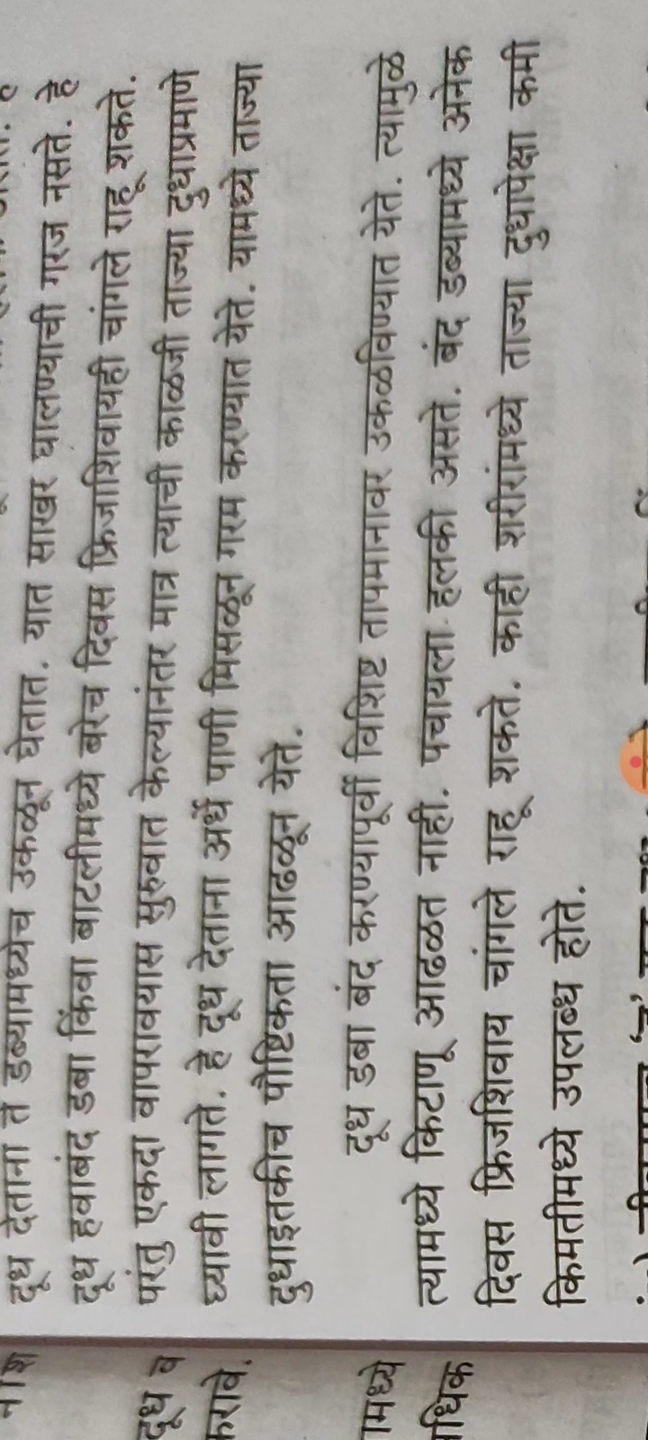 दूध देताना ते डब्यामध्येच उकळून घेतात. यात साखर घालण्याची गरज नसते. हे
दूध हवाबंद डबा किंवा बाटलीमध्ये बरेच दिवस फ्रिजशिवायही चांगले राहू शकते.
परंतु एकदा वापरावयास सुरुवात केल्यानंतर मात्र त्याची काळजी ताज्या दुधाप्रमाणे
घ्यावी लागते. हे दूध देताना अर्धे पाणी मिसळून गरम करण्यात येते. यामध्ये ताज्या
दुधाइतकीच पौष्टिकता आढळून येते.
दूध डबा बंद करण्यापूर्वी विशिष्ट तापमानावर उकळविण्यात येते. त्यामुळे
त्यामध्ये किटाणू आढळत नाही. पचायला हलकी असते. बंद डब्यामध्ये अनेक
दिवस फ्रिजशिवाय चांगले राहू शकते. काही शरीरांमध्ये ताज्या दुधापेक्षा कमी
किमतीमध्ये उपलब्ध होते.
दूध व
करावे.